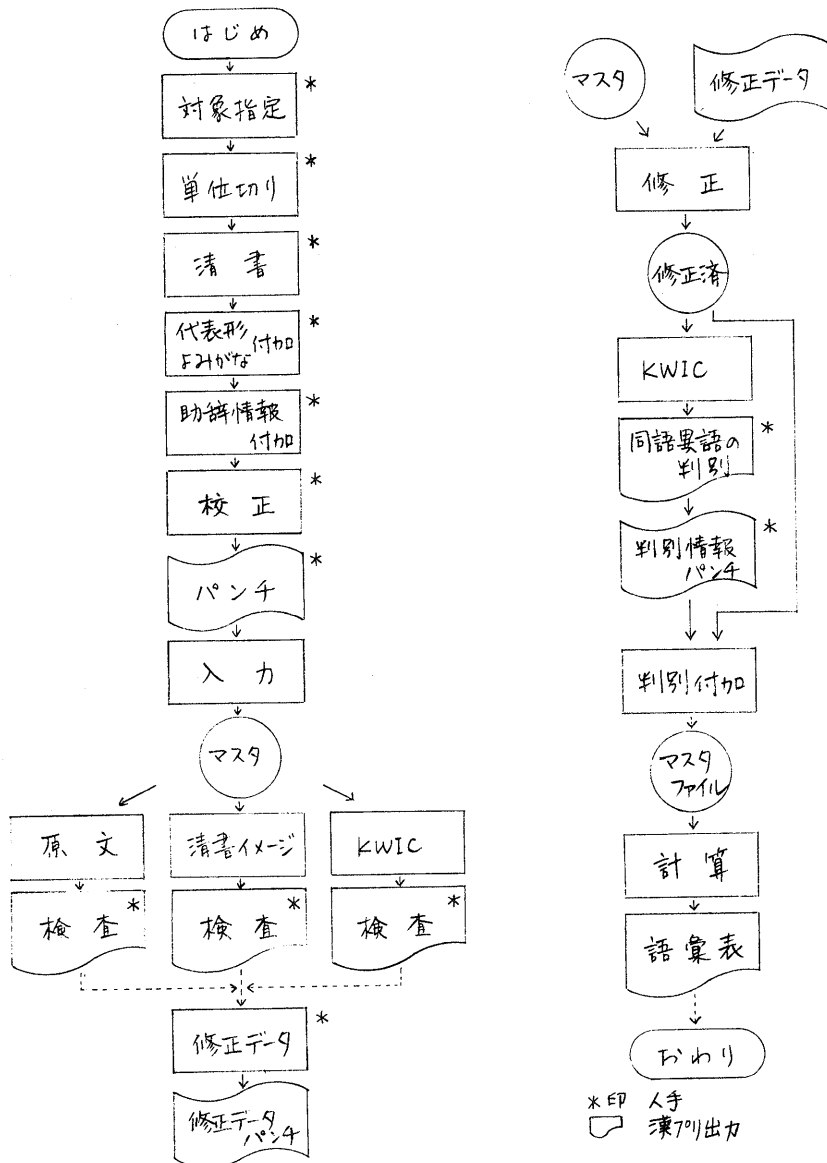 はじめ
対象指定 *
単位切り *
清書 *
代表形
よみがな 付加 *
助辞情報 *
付加
校正 *
パンチ *
入力
マスタ
原文
清書イメージ
KWIC
検査 *
検査 *
検査 *
修正データ *
修正データ
パンチ
マスタ
修正データ
修正
修正済
KWIC
同語異語の *
判別
判別情報 *
パンチ
判別付加
マスタ
ファイル
計算
語彙表
おわり
*印 人手
漢プリ出力